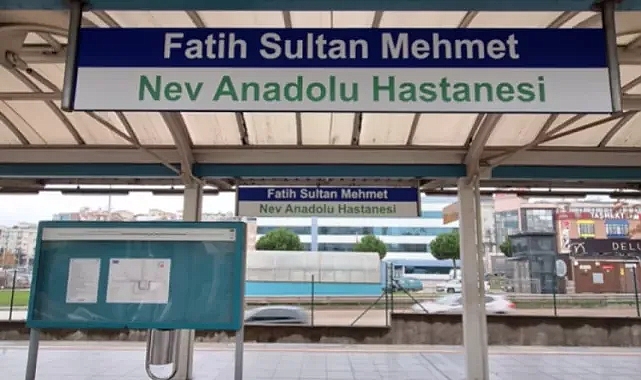 Fatih Sultan Mehmet
Nev Anadolu Hastanesi
Fatih Sultan Mehmet
Nev Anadolu Hastanesi